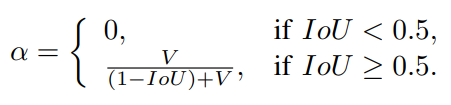 α = { 0, if IoU < 0.5,
V / (1−IoU)+V , if IoU ≥ 0.5.